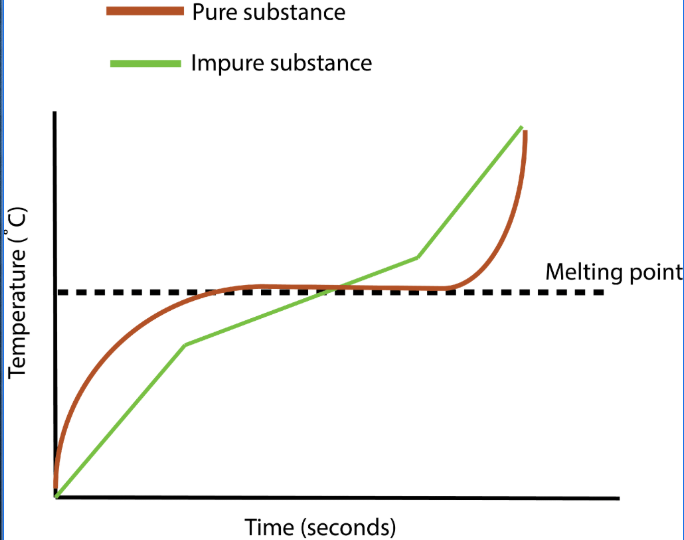 Pure substance
Impure substance
Temperature (°C)
Melting point
Time (seconds)